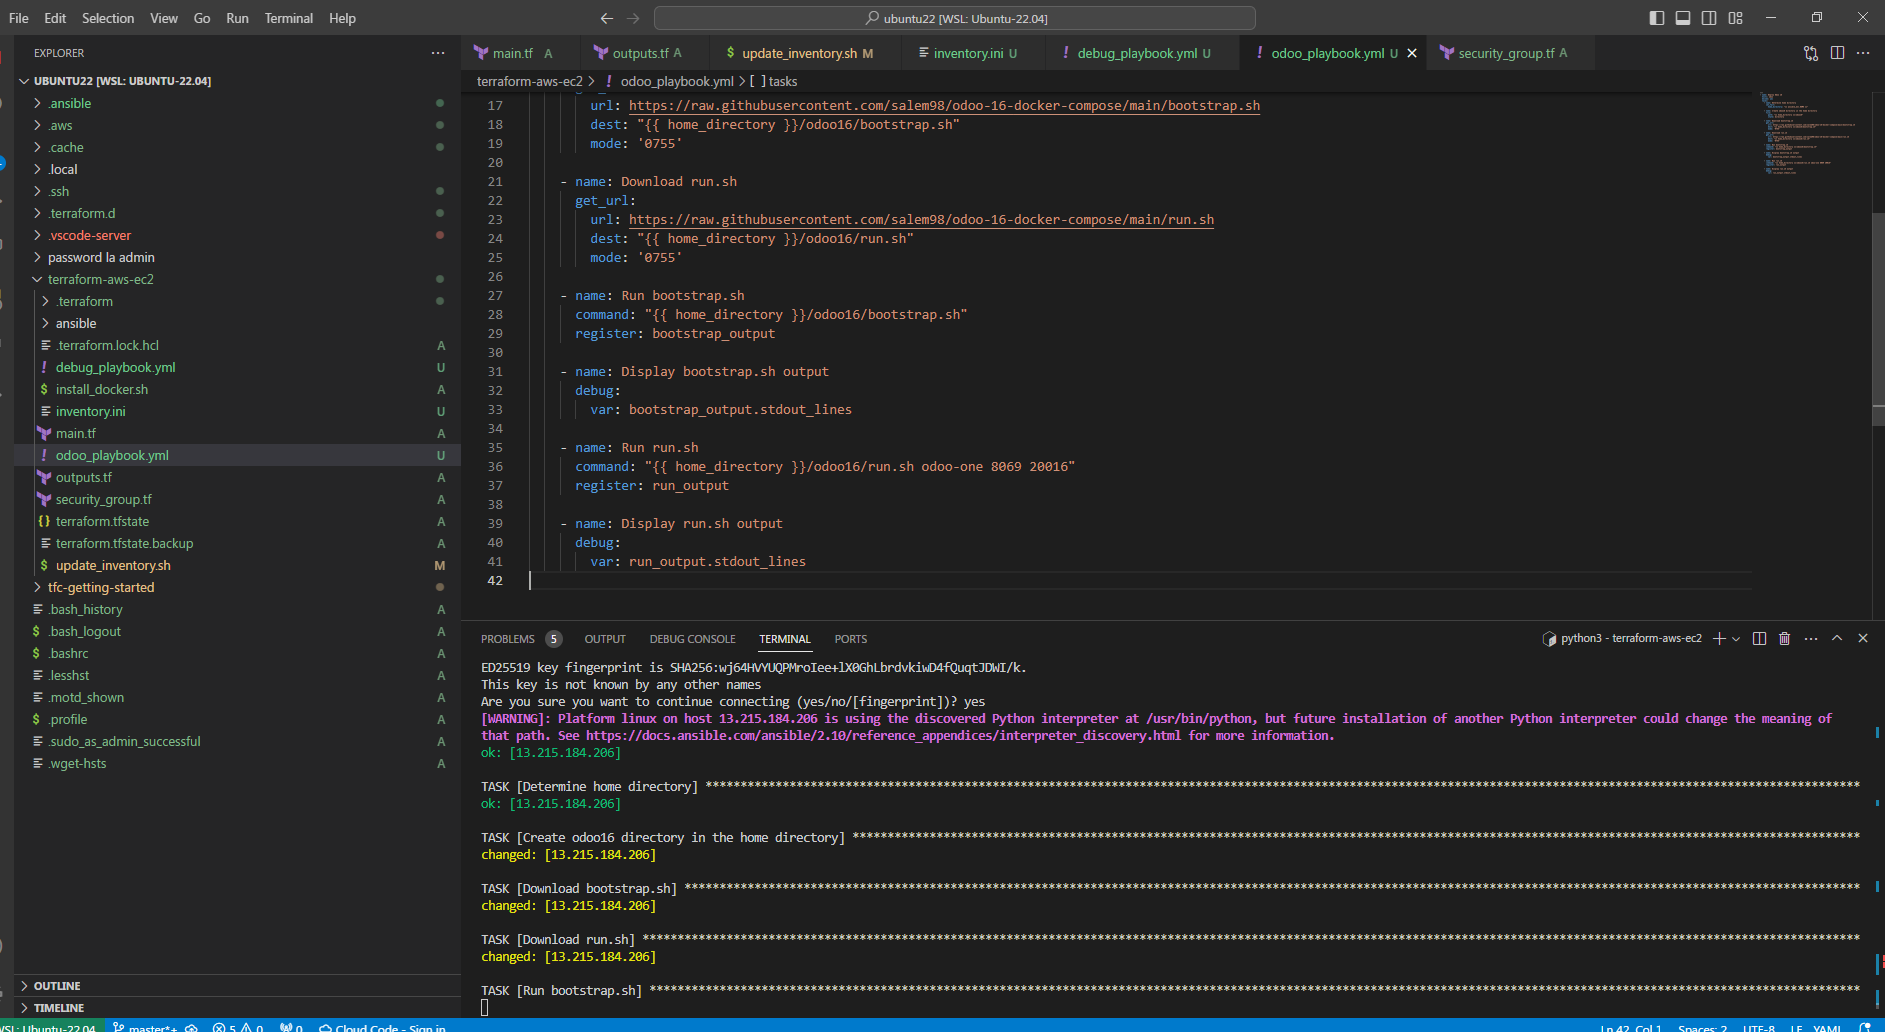 File Edit Selection View Go Run Terminal Help
ubuntu22 [WSL: Ubuntu-22.04]
EXPLORER
UBUNTU22 [WSL: UBUNTU-22.04]
.ansible
.aws
.cache
.local
.ssh
.terraform.d
.vscode-server
password la admin
terraform-aws-ec2
.terraform
ansible
.terraform.lock.hcl A
debug_playbook.yml U
install_docker.sh A
inventory.ini U
main.tf A
odoo_playbook.yml U
outputs.tf A
security_group.tf A
terraform.tfstate A
terraform.tfstate.backup A
update_inventory.sh M
tfc-getting-started
.bash_history A
.bash_logout A
.bashrc A
.lesshst A
.motd_shown A
.profile A
.sudo_as_admin_successful A
.wget-hsts A
OUTLINE
TIMELINE
main.tf A outputs.tf A update_inventory.sh M inventory.ini U debug_playbook.yml U odoo_playbook.yml U security_group.tf A
terraform-aws-ec2 > odoo_playbook.yml > [ ] tasks
17 url: https://raw.githubusercontent.com/salem98/odoo-16-docker-compose/main/bootstrap.sh
18 dest: "{{ home_directory }}/odoo16/bootstrap.sh"
19 mode: '0755'
20
21 - name: Download run.sh
22 get_url:
23 url: https://raw.githubusercontent.com/salem98/odoo-16-docker-compose/main/run.sh
24 dest: "{{ home_directory }}/odoo16/run.sh"
25 mode: '0755'
26
27 - name: Run bootstrap.sh
28 command: "{{ home_directory }}/odoo16/bootstrap.sh"
29 register: bootstrap_output
30
31 - name: Display bootstrap.sh output
32 debug:
33 var: bootstrap_output.stdout_lines
34
35 - name: Run run.sh
36 command: "{{ home_directory }}/odoo16/run.sh odoo-one 8069 20016"
37 register: run_output
38
39 - name: Display run.sh output
40 debug:
41 var: run_output.stdout_lines
42
PROBLEMS 5 OUTPUT DEBUG CONSOLE TERMINAL PORTS
python3 - terraform-aws-ec2
ED25519 key fingerprint is SHA256:wj64HVYUQPMroIee+lX0GhLbrdvkiwD4fQuqtJDWI/k.
This key is not known by any other names
Are you sure you want to continue connecting (yes/no/[fingerprint])? yes
[WARNING]: Platform linux on host 13.215.184.206 is using the discovered Python interpreter at /usr/bin/python, but future installation of another Python interpreter could change the meaning of
that path. See https://docs.ansible.com/ansible/2.10/reference_appendices/interpreter_discovery.html for more information.
ok: [13.215.184.206]
TASK [Determine home directory] ****
ok: [13.215.184.206]
TASK [Create odoo16 directory in the home directory] ****
changed: [13.215.184.206]
TASK [Download bootstrap.sh] ****
changed: [13.215.184.206]
TASK [Download run.sh] ****
changed: [13.215.184.206]
TASK [Run bootstrap.sh] ****
WSL: Ubuntu-22.04 master*+ 5 0 0 Cloud Code - Sign in
Ln 42, Col 1 Spaces: 2 UTF-8 LF YAML